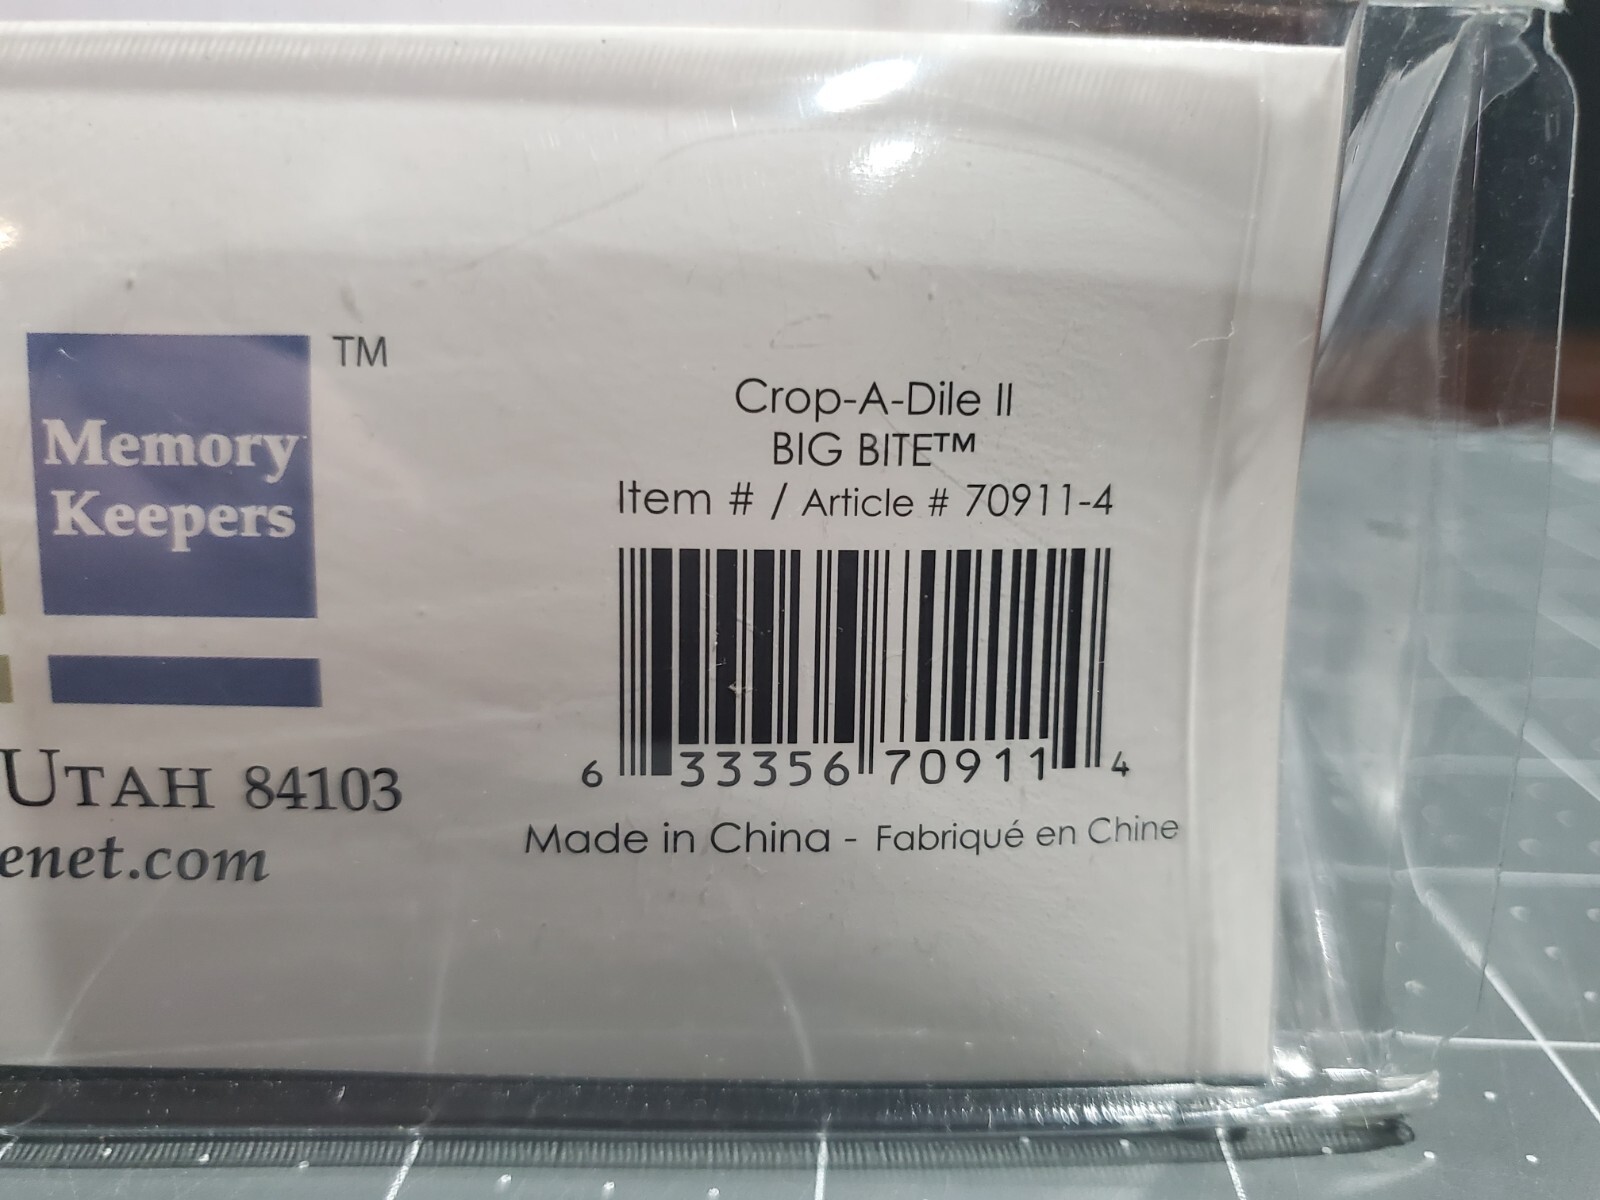 Memory
Keepers
TM
UTAH 84103
enet.com
Crop-A-Dile II
BIG BITE™
Item # / Article # 70911-4
6 33356 70911 4
Made in China - Fabriqué en Chine